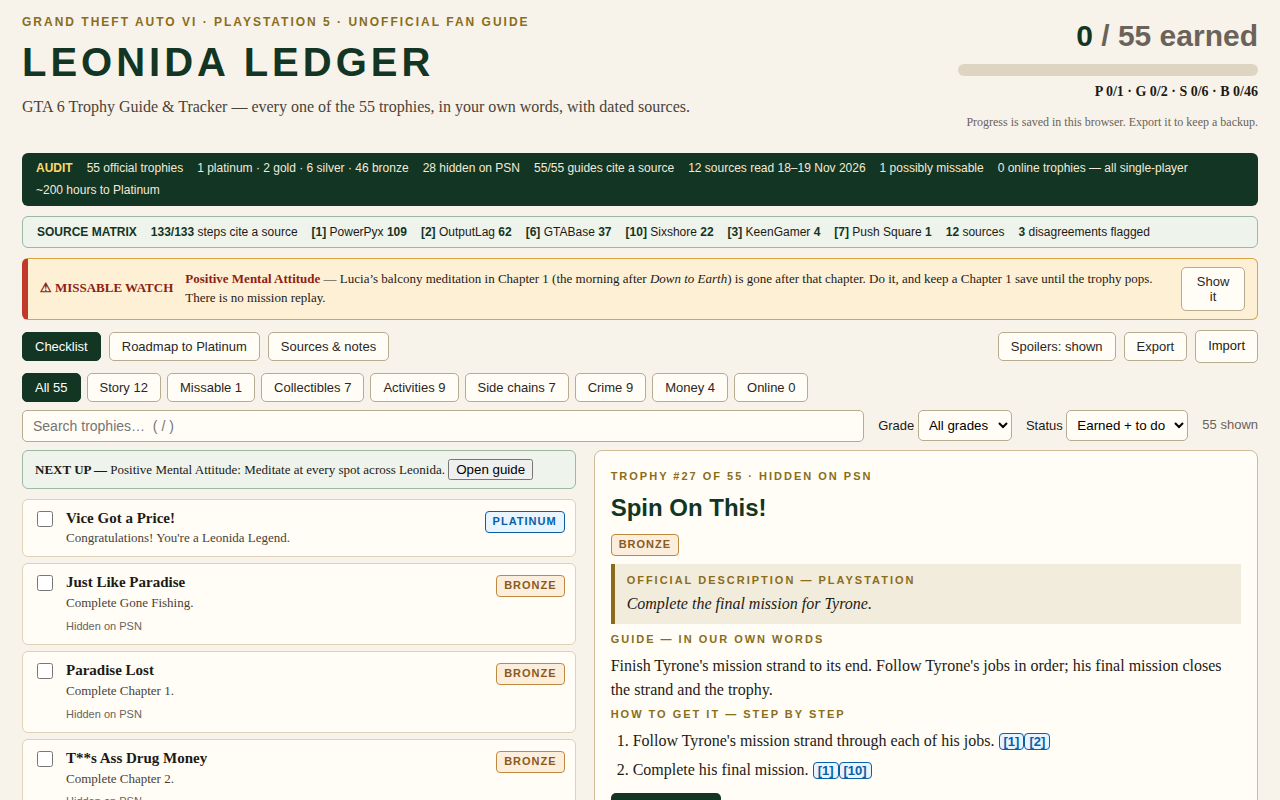 GRAND THEFT AUTO VI · PLAYSTATION 5 · UNOFFICIAL FAN GUIDE
LEONIDA LEDGER
GTA 6 Trophy Guide & Tracker — every one of the 55 trophies, in your own words, with dated sources.
0 / 55 earned
P 0/1 · G 0/2 · S 0/6 · B 0/46
Progress is saved in this browser. Export it to keep a backup.
AUDIT 55 official trophies 1 platinum · 2 gold · 6 silver · 46 bronze 28 hidden on PSN 55/55 guides cite a source 12 sources read 18–19 Nov 2026 1 possibly missable 0 online trophies — all single-player
~200 hours to Platinum
SOURCE MATRIX 133/133 steps cite a source [1] PowerPyx 109 [2] OutputLag 62 [6] GTABase 37 [10] Sixshore 22 [3] KeenGamer 4 [7] Push Square 1 12 sources 3 disagreements flagged
⚠ MISSABLE WATCH
Positive Mental Attitude — Lucia’s balcony meditation in Chapter 1 (the morning after Down to Earth) is gone after that chapter. Do it, and keep a Chapter 1 save until the trophy pops.
There is no mission replay.
Show
it
Checklist Roadmap to Platinum Sources & notes
Spoilers: shown Export Import
All 55 Story 12 Missable 1 Collectibles 7 Activities 9 Side chains 7 Crime 9 Money 4 Online 0
Search trophies… ( / )
Grade All grades Status Earned + to do 55 shown
NEXT UP — Positive Mental Attitude: Meditate at every spot across Leonida. Open guide
Vice Got a Price!
PLATINUM
Congratulations! You're a Leonida Legend.
Just Like Paradise
BRONZE
Complete Gone Fishing.
Hidden on PSN
Paradise Lost
BRONZE
Complete Chapter 1.
Hidden on PSN
T**s Ass Drug Money
BRONZE
Complete Chapter 2.
Hidden on PSN
TROPHY #27 OF 55 · HIDDEN ON PSN
Spin On This!
BRONZE
OFFICIAL DESCRIPTION — PLAYSTATION
Complete the final mission for Tyrone.
GUIDE — IN OUR OWN WORDS
Finish Tyrone's mission strand to its end. Follow Tyrone's jobs in order; his final mission closes
the strand and the trophy.
HOW TO GET IT — STEP BY STEP
1. Follow Tyrone's mission strand through each of his jobs. [1] [2]
2. Complete his final mission. [1] [10]